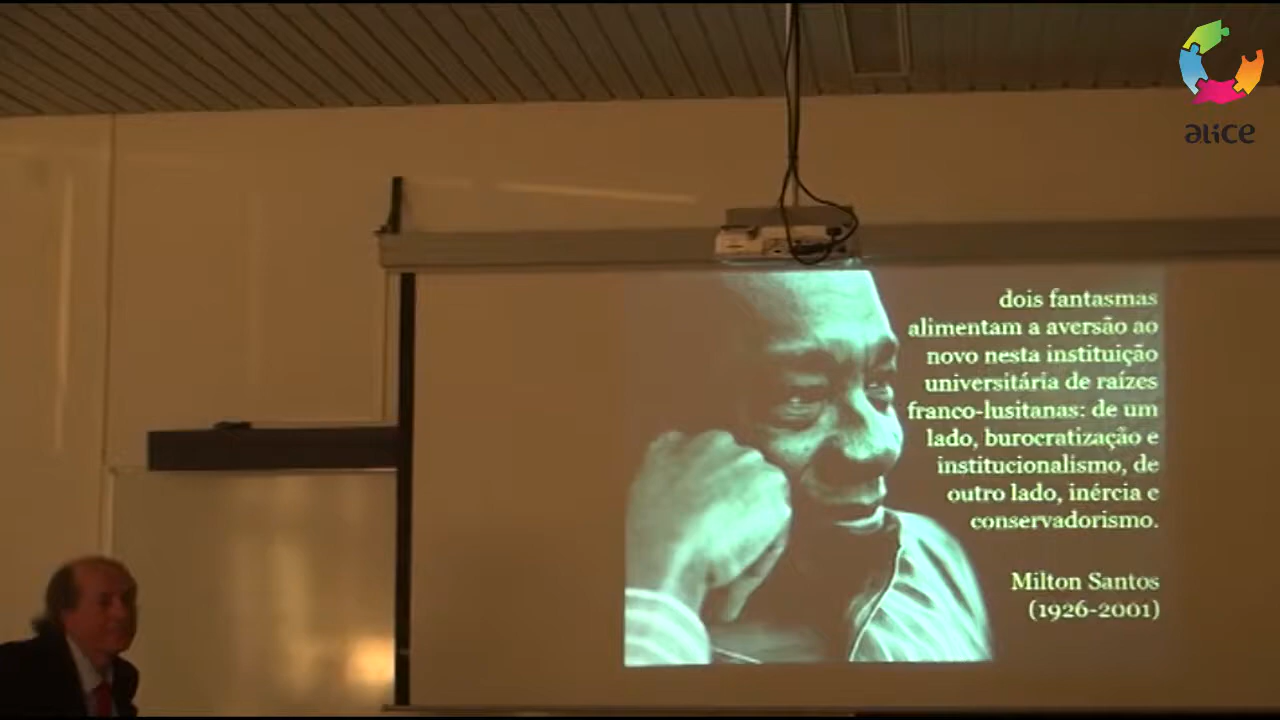 alice
dois fantasmas
alimentam a aversão ao
novo nesta instituição
universitária de raízes
franco-lusitanas: de um
lado, burocratização e
institucionalismo, de
outro lado, inércia e
conservadorismo.
Milton Santos
(1926-2001)